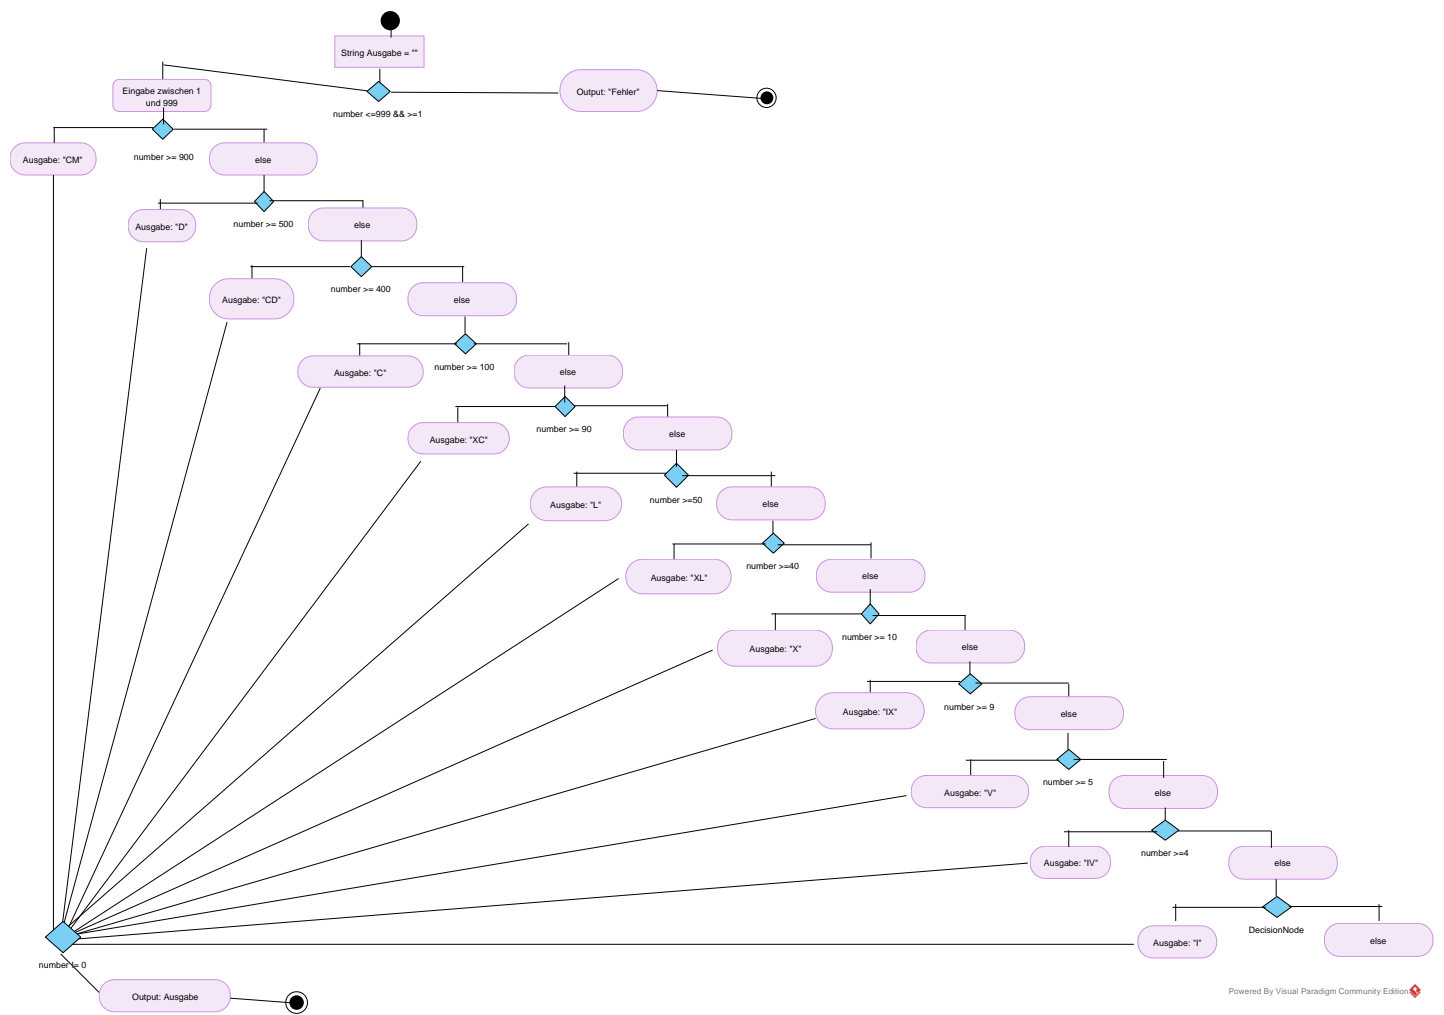 String Ausgabe = ""
Eingabe zwischen 1
und 999
Output: "Fehler"
number <=999 && >=1
Ausgabe: "CM"
number >= 900
else
Ausgabe: "D"
number >= 500
else
Ausgabe: "CD"
number >= 400
else
Ausgabe: "C"
number >= 100
else
Ausgabe: "XC"
number >= 90
else
Ausgabe: "L"
number >=50
else
Ausgabe: "XL"
number >=40
else
Ausgabe: "X"
number >= 10
else
Ausgabe: "IX"
number >= 9
else
Ausgabe: "V"
number >= 5
else
Ausgabe: "IV"
number >=4
else
Ausgabe: "I"
DecisionNode
else
number != 0
Output: Ausgabe
Powered By Visual Paradigm Community Edition